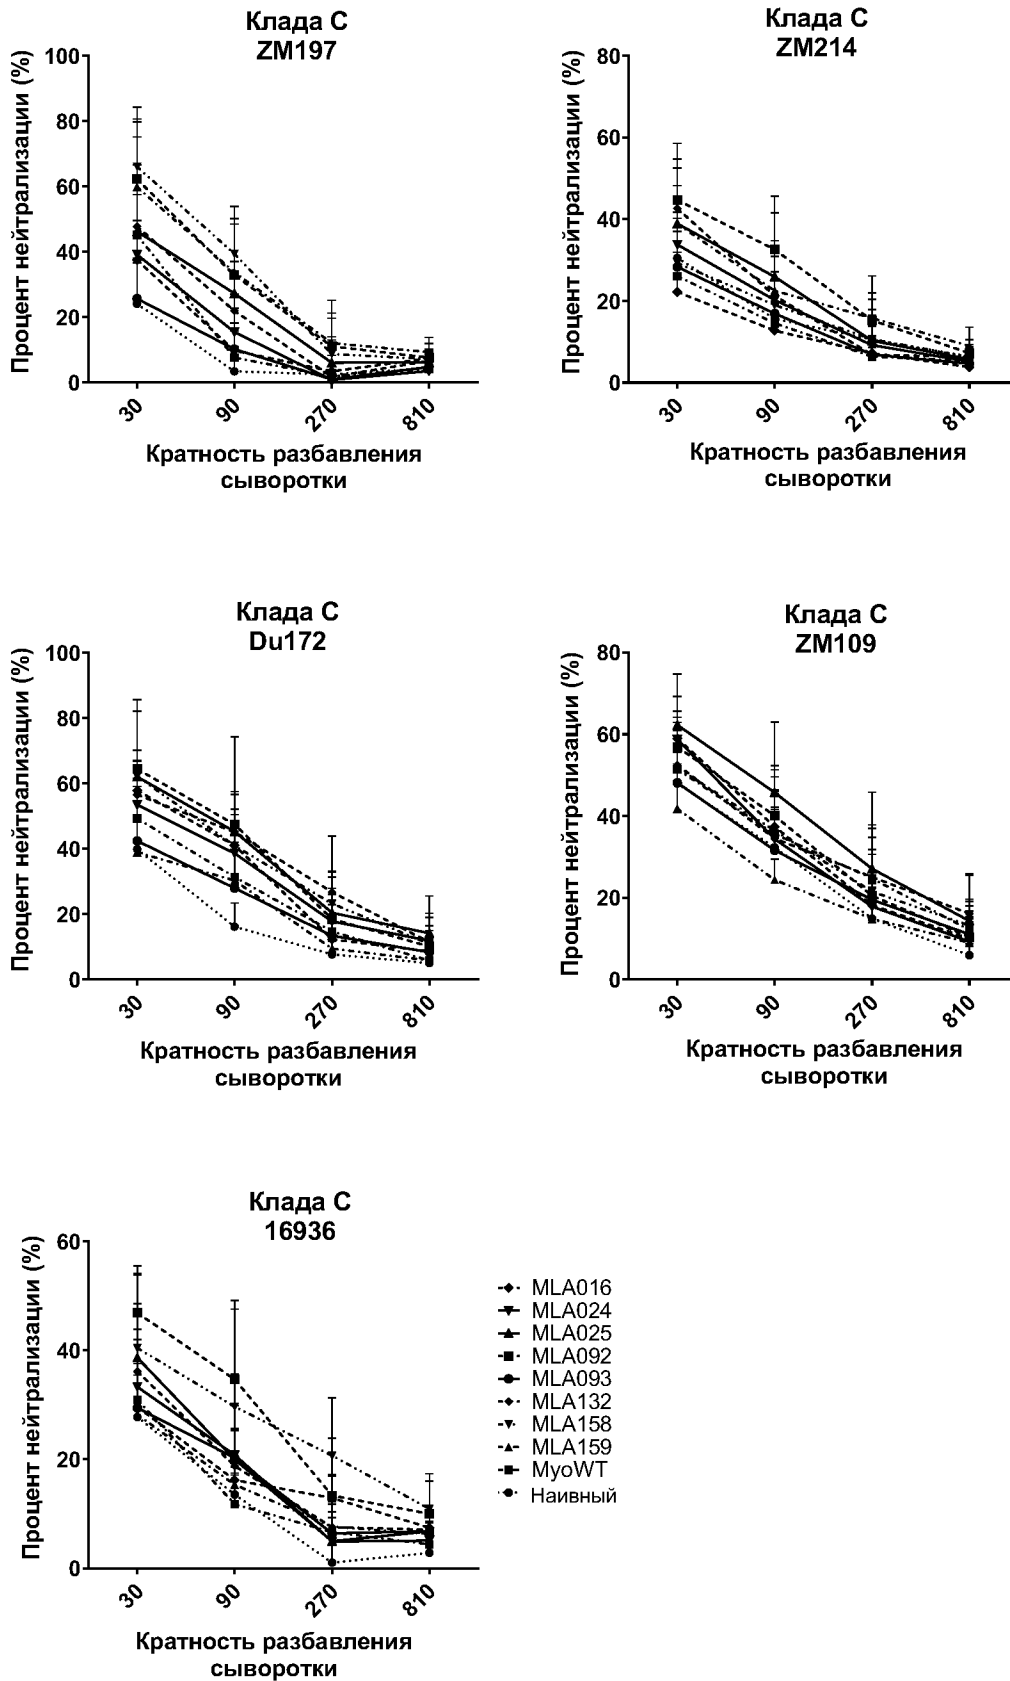 Клада C
ZM197
Процент нейтрализации (%)
100
80
60
40
20
0
30
90
270
810
Кратность разбавления
сыворотки
Клада C
ZM214
Процент нейтрализации (%)
80
60
40
20
0
30
90
270
810
Кратность разбавления
сыворотки
Клада C
Du172
Процент нейтрализации (%)
100
80
60
40
20
0
30
90
270
810
Кратность разбавления
сыворотки
Клада C
ZM109
Процент нейтрализации (%)
80
60
40
20
0
30
90
270
810
Кратность разбавления
сыворотки
Клада C
16936
Процент нейтрализации (%)
60
40
20
0
30
90
270
810
Кратность разбавления
сыворотки
MLA016
MLA024
MLA025
MLA092
MLA093
MLA132
MLA158
MLA159
MyoWT
Наивный